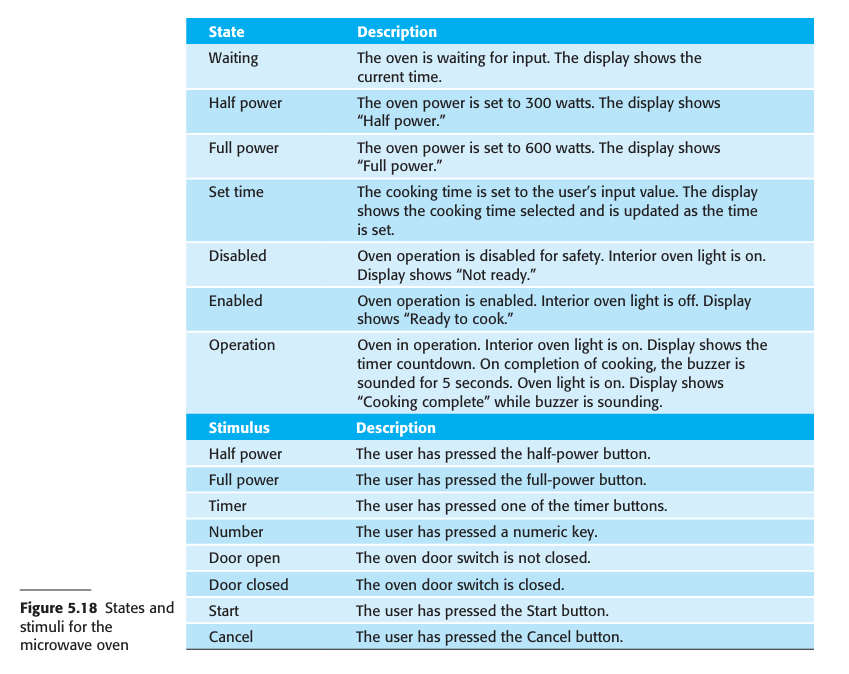 State Description
Waiting The oven is waiting for input. The display shows the
current time.
Half power The oven power is set to 300 watts. The display shows
“Half power.”
Full power The oven power is set to 600 watts. The display shows
“Full power.”
Set time The cooking time is set to the user’s input value. The display
shows the cooking time selected and is updated as the time
is set.
Disabled Oven operation is disabled for safety. Interior oven light is on.
Display shows “Not ready.”
Enabled Oven operation is enabled. Interior oven light is off. Display
shows “Ready to cook.”
Operation Oven in operation. Interior oven light is on. Display shows the
timer countdown. On completion of cooking, the buzzer is
sounded for 5 seconds. Oven light is on. Display shows
“Cooking complete” while buzzer is sounding.
Stimulus Description
Half power The user has pressed the half-power button.
Full power The user has pressed the full-power button.
Timer The user has pressed one of the timer buttons.
Number The user has pressed a numeric key.
Door open The oven door switch is not closed.
Door closed The oven door switch is closed.
Start The user has pressed the Start button.
Cancel The user has pressed the Cancel button.
Figure 5.18 States and
stimuli for the
microwave oven